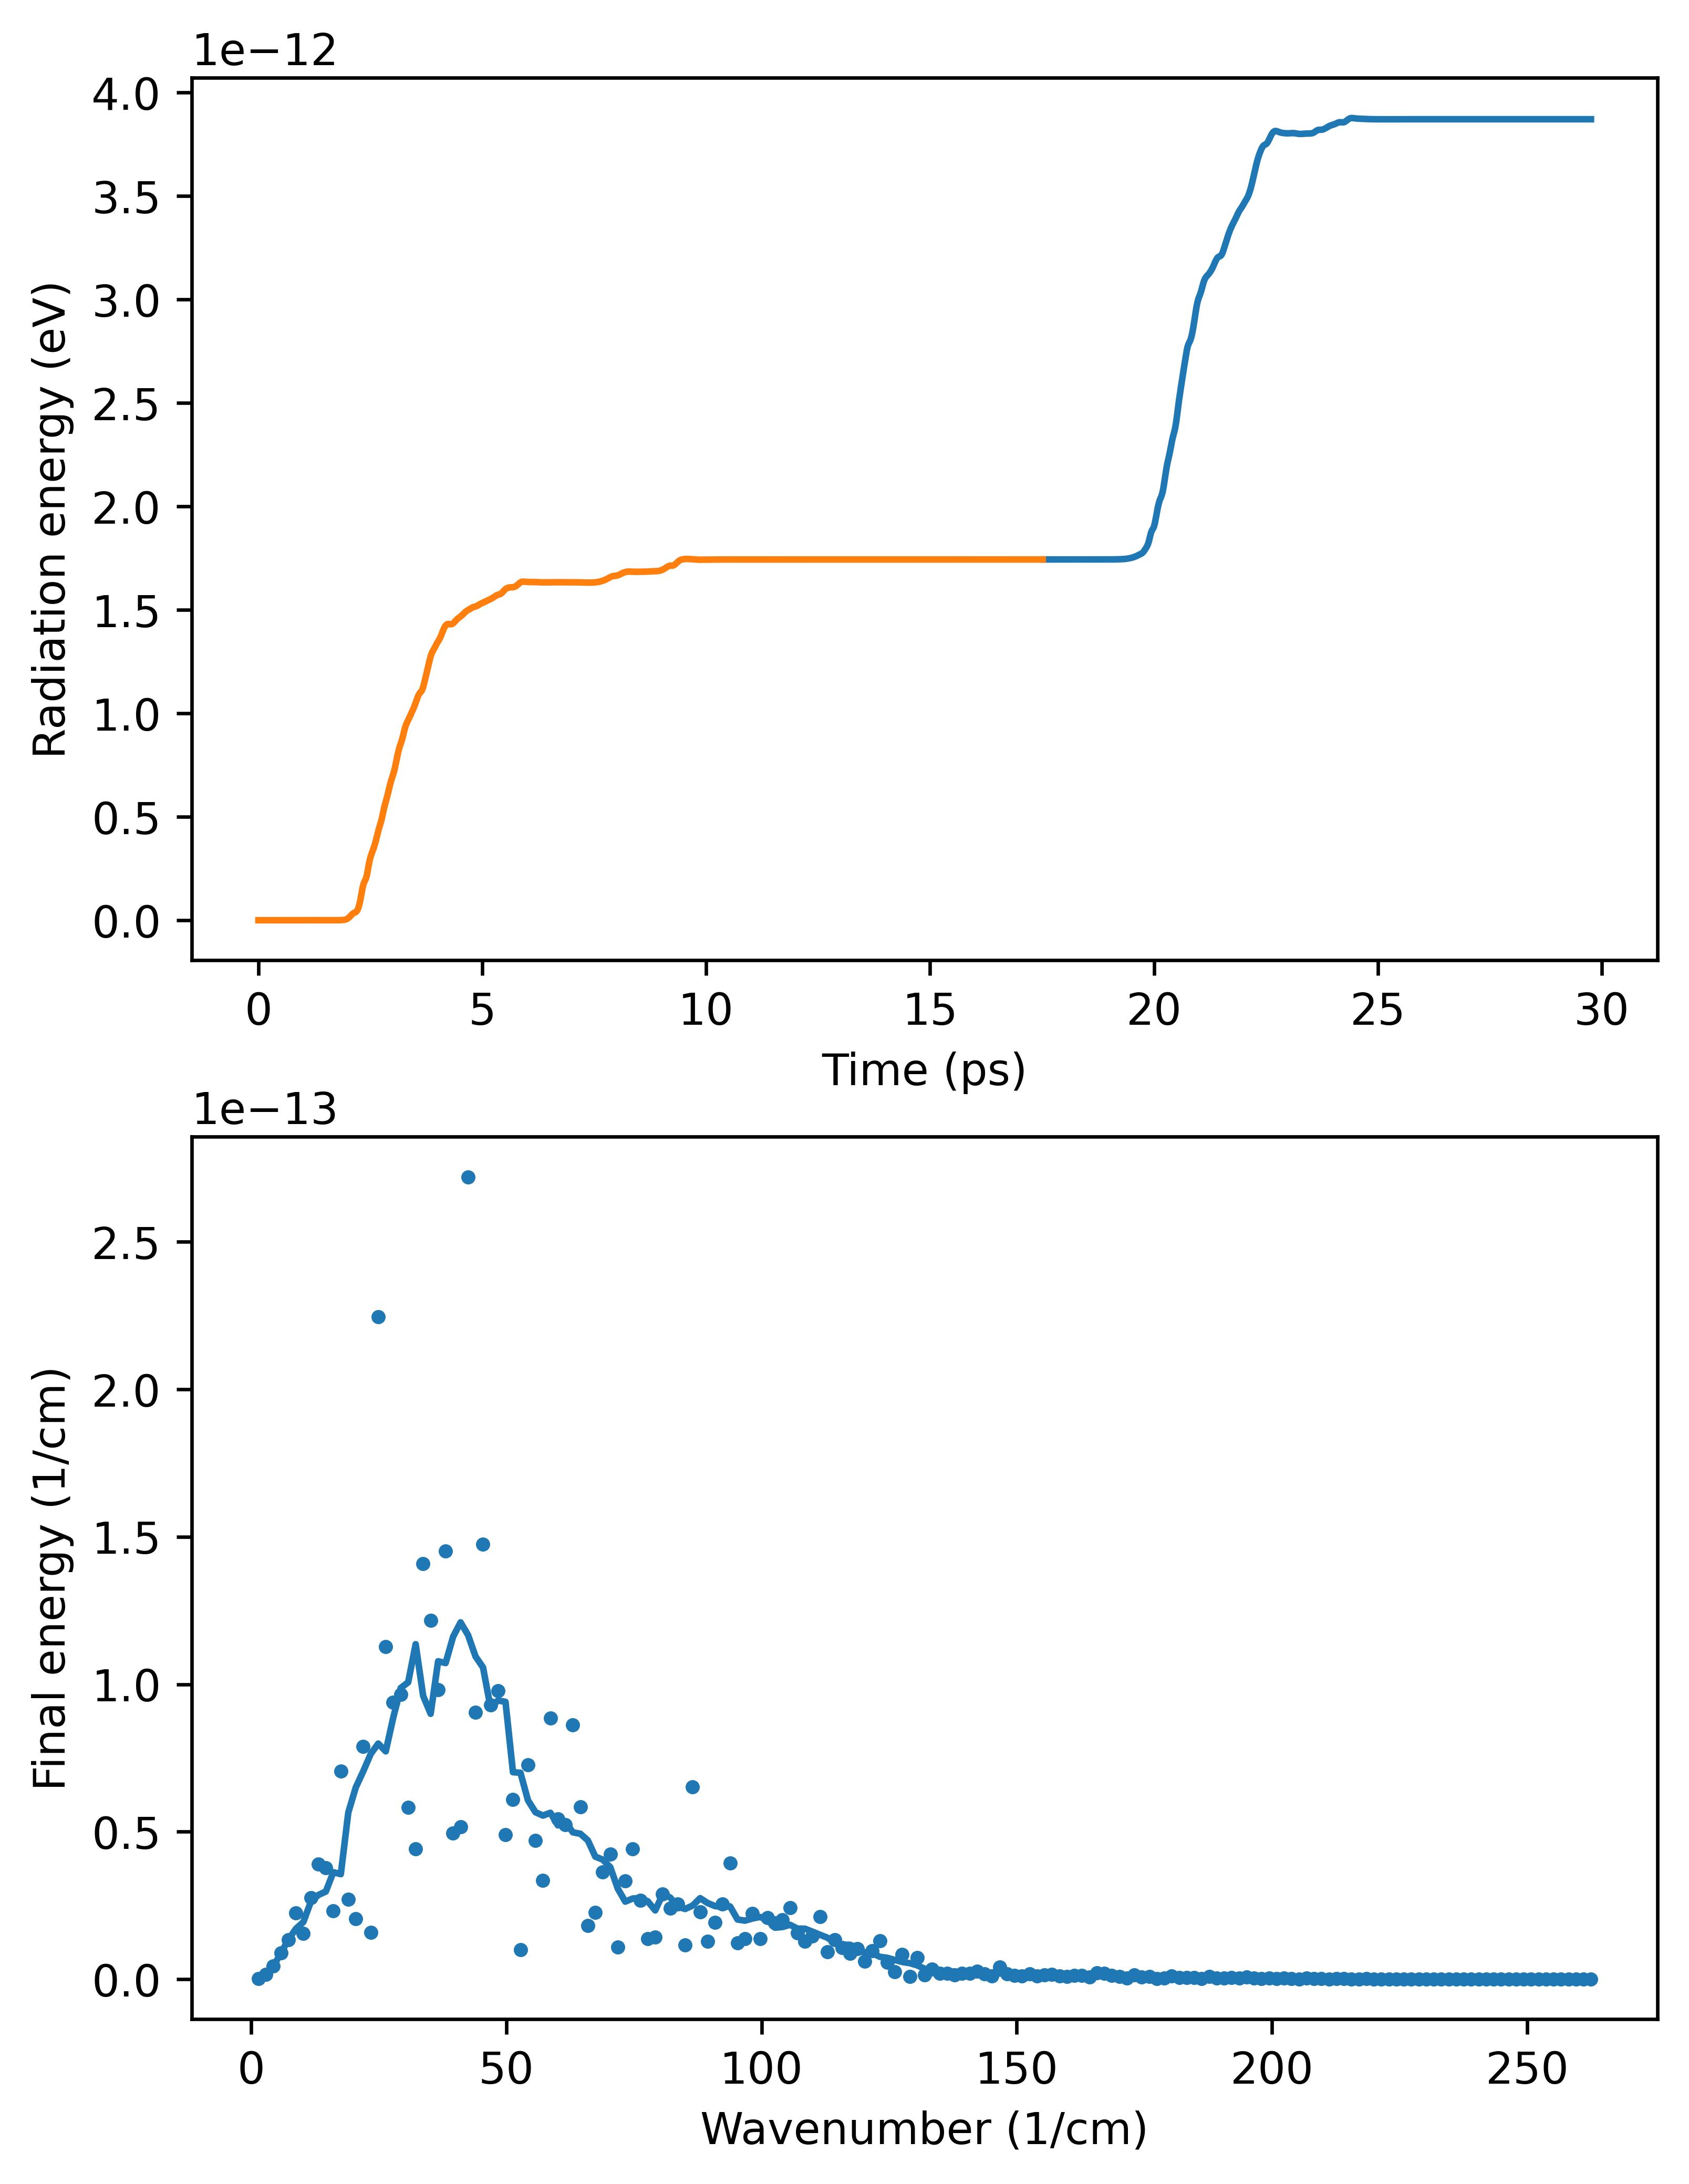 1e−12
4.0
3.5
3.0
2.5
2.0
1.5
1.0
0.5
0.0
Radiation energy (eV)
0 5 10 15 20 25 30
Time (ps)
1e−13
2.5
2.0
1.5
1.0
0.5
0.0
Final energy (1/cm)
0 50 100 150 200 250
Wavenumber (1/cm)